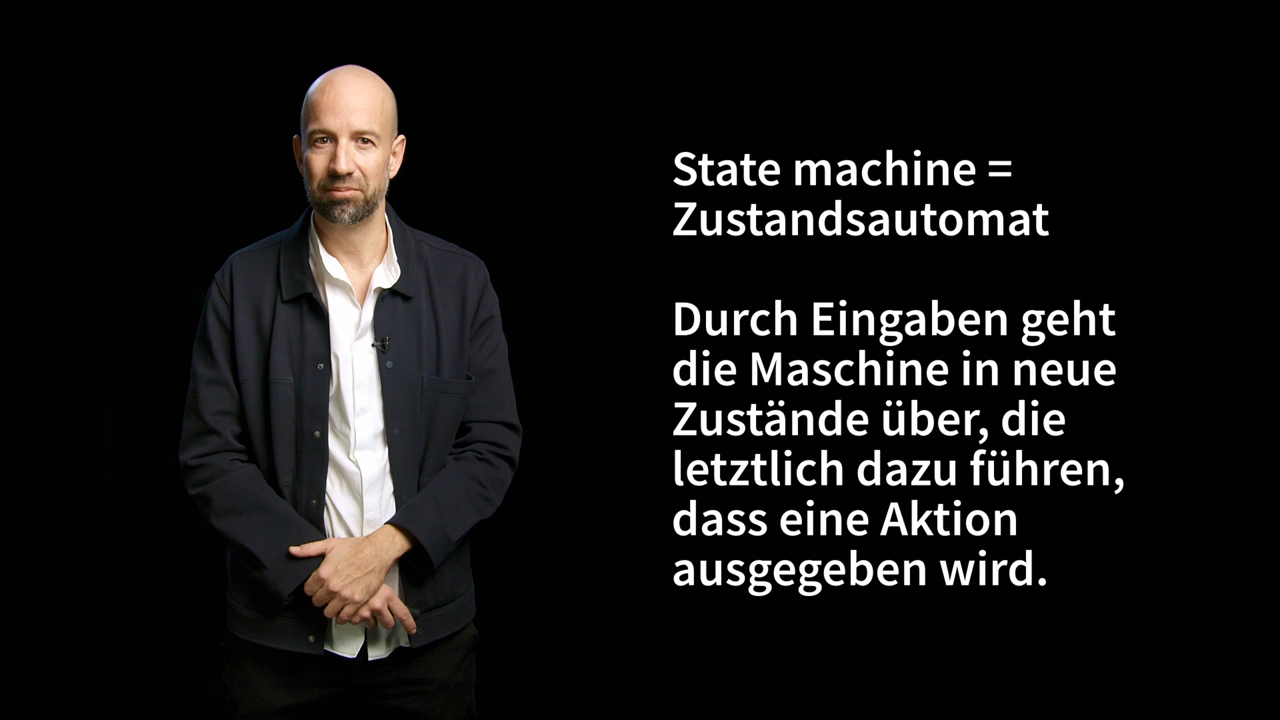 State machine =
Zustandsautomat
Durch Eingaben geht
die Maschine in neue
Zustände über, die
letztlich dazu führen,
dass eine Aktion
ausgegeben wird.